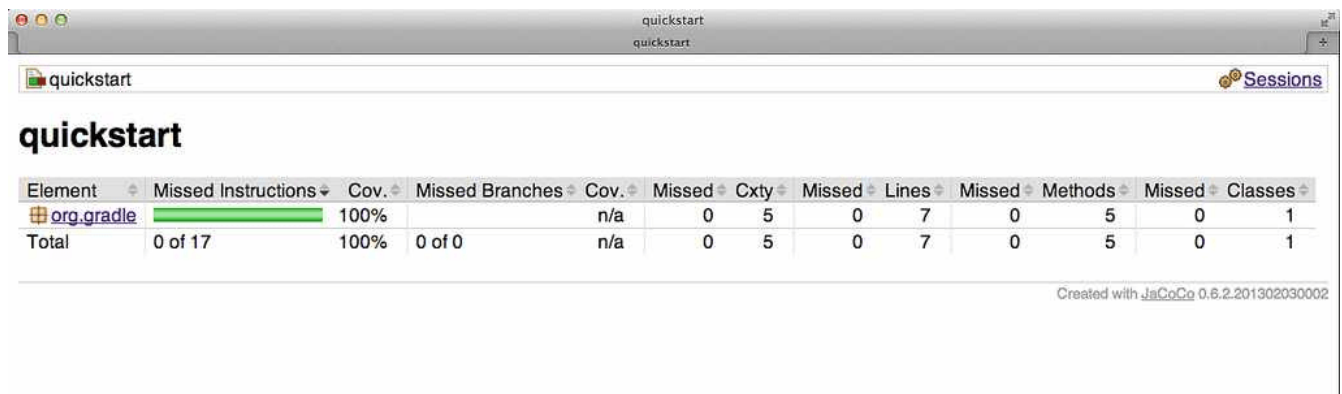 quickstart
quickstart
quickstart Sessions
quickstart
Element Missed Instructions Cov. Missed Branches Cov. Missed Cxty Missed Lines Missed Methods Missed Classes
org.gradle 100% n/a 0 5 0 7 0 5 0 1
Total 0 of 17 100% 0 of 0 n/a 0 5 0 7 0 5 0 1
Created with JaCoCo 0.6.2.201302030002